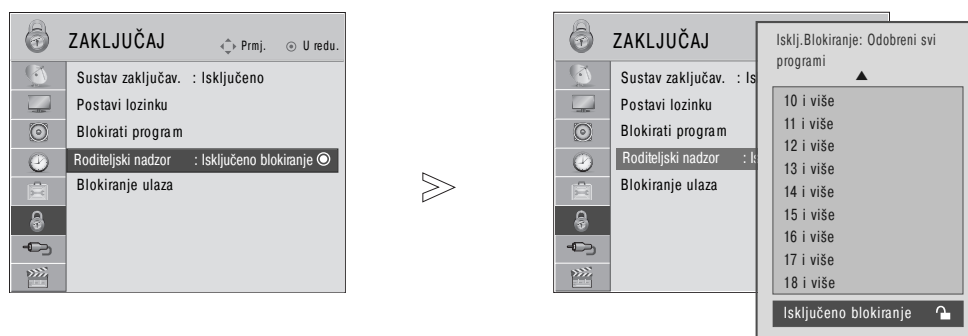 ZAKLJUČAJ
Prmj.
U redu.
Sustav zaključav. : Isključeno
Postavi lozinku
Blokirati program
Roditeljski nadzor : Isključeno blokiranje
Blokiranje ulaza
ZAKLJUČAJ
Sustav zaključav. : Is
Postavi lozinku
Blokirati program
Roditeljski nadzor : Is
Blokiranje ulaza
Isklj.Blokiranje: Odobreni svi
programi
10 i više
11 i više
12 i više
13 i više
14 i više
15 i više
16 i više
17 i više
18 i više
Isključeno blokiranje